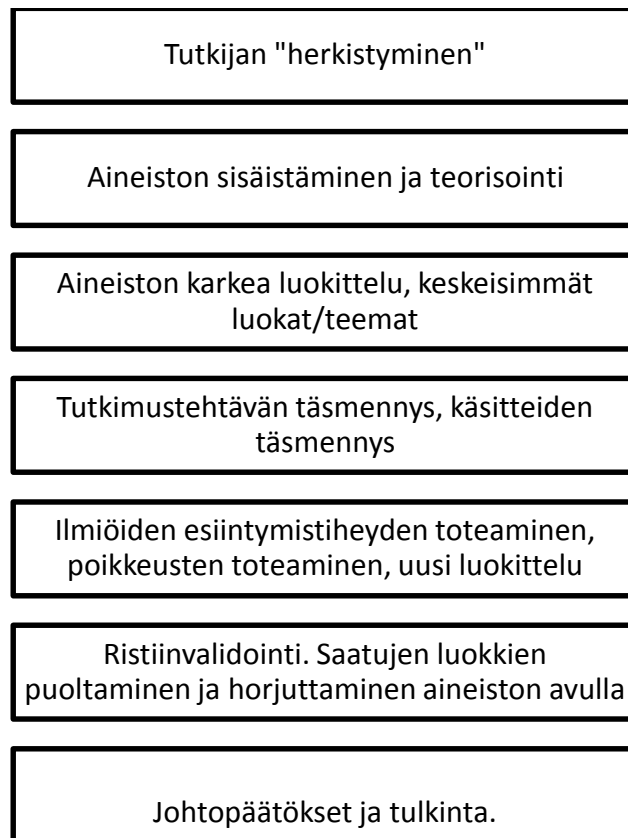 Tutkijan "herkistyminen"
Aineiston sisäistäminen ja teorisointi
Aineiston karkea luokittelu, keskeisimmät
luokat/teemat
Tutkimustehtävän täsmennys, käsitteiden
täsmennys
Ilmiöiden esiintymistiheyden toteaminen,
poikkeusten toteaminen, uusi luokittelu
Ristiinvalidointi. Saatujen luokkien
puoltaminen ja horjuttaminen aineiston avulla
Johtopäätökset ja tulkinta.